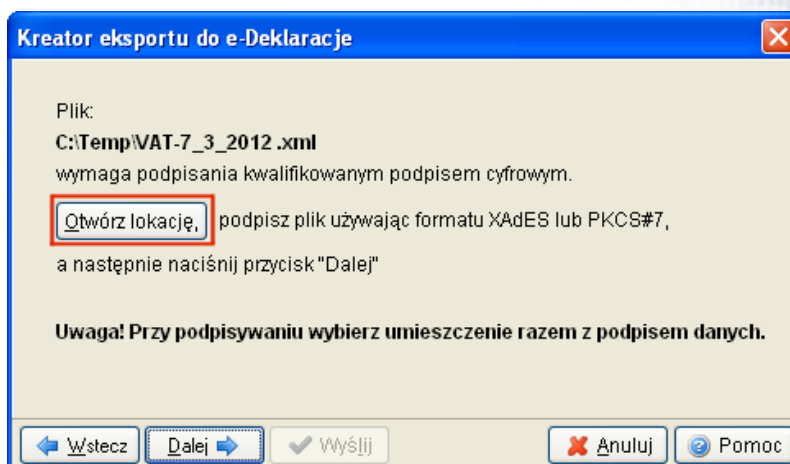 Kreator eksportu do e-Deklaracje
Plik:
C:\Temp\VAT-7_3_2012 .xml
wymaga podpisania kwalifikowanym podpisem cyfrowym.
Otwórz lokację, podpisz plik używając formatu XAdES lub PKCS#7,
a następnie naciśnij przycisk "Dalej"
Uwaga! Przy podpisywaniu wybierz umieszczenie razem z podpisem danych.
Wstecz Dalej Wyślij Anuluj Pomoc